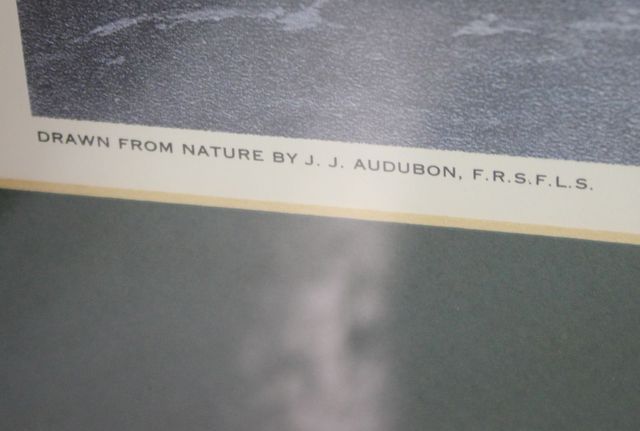 DRAWN FROM NATURE BY J. J. AUDUBON, F.R.S.F.L.S.